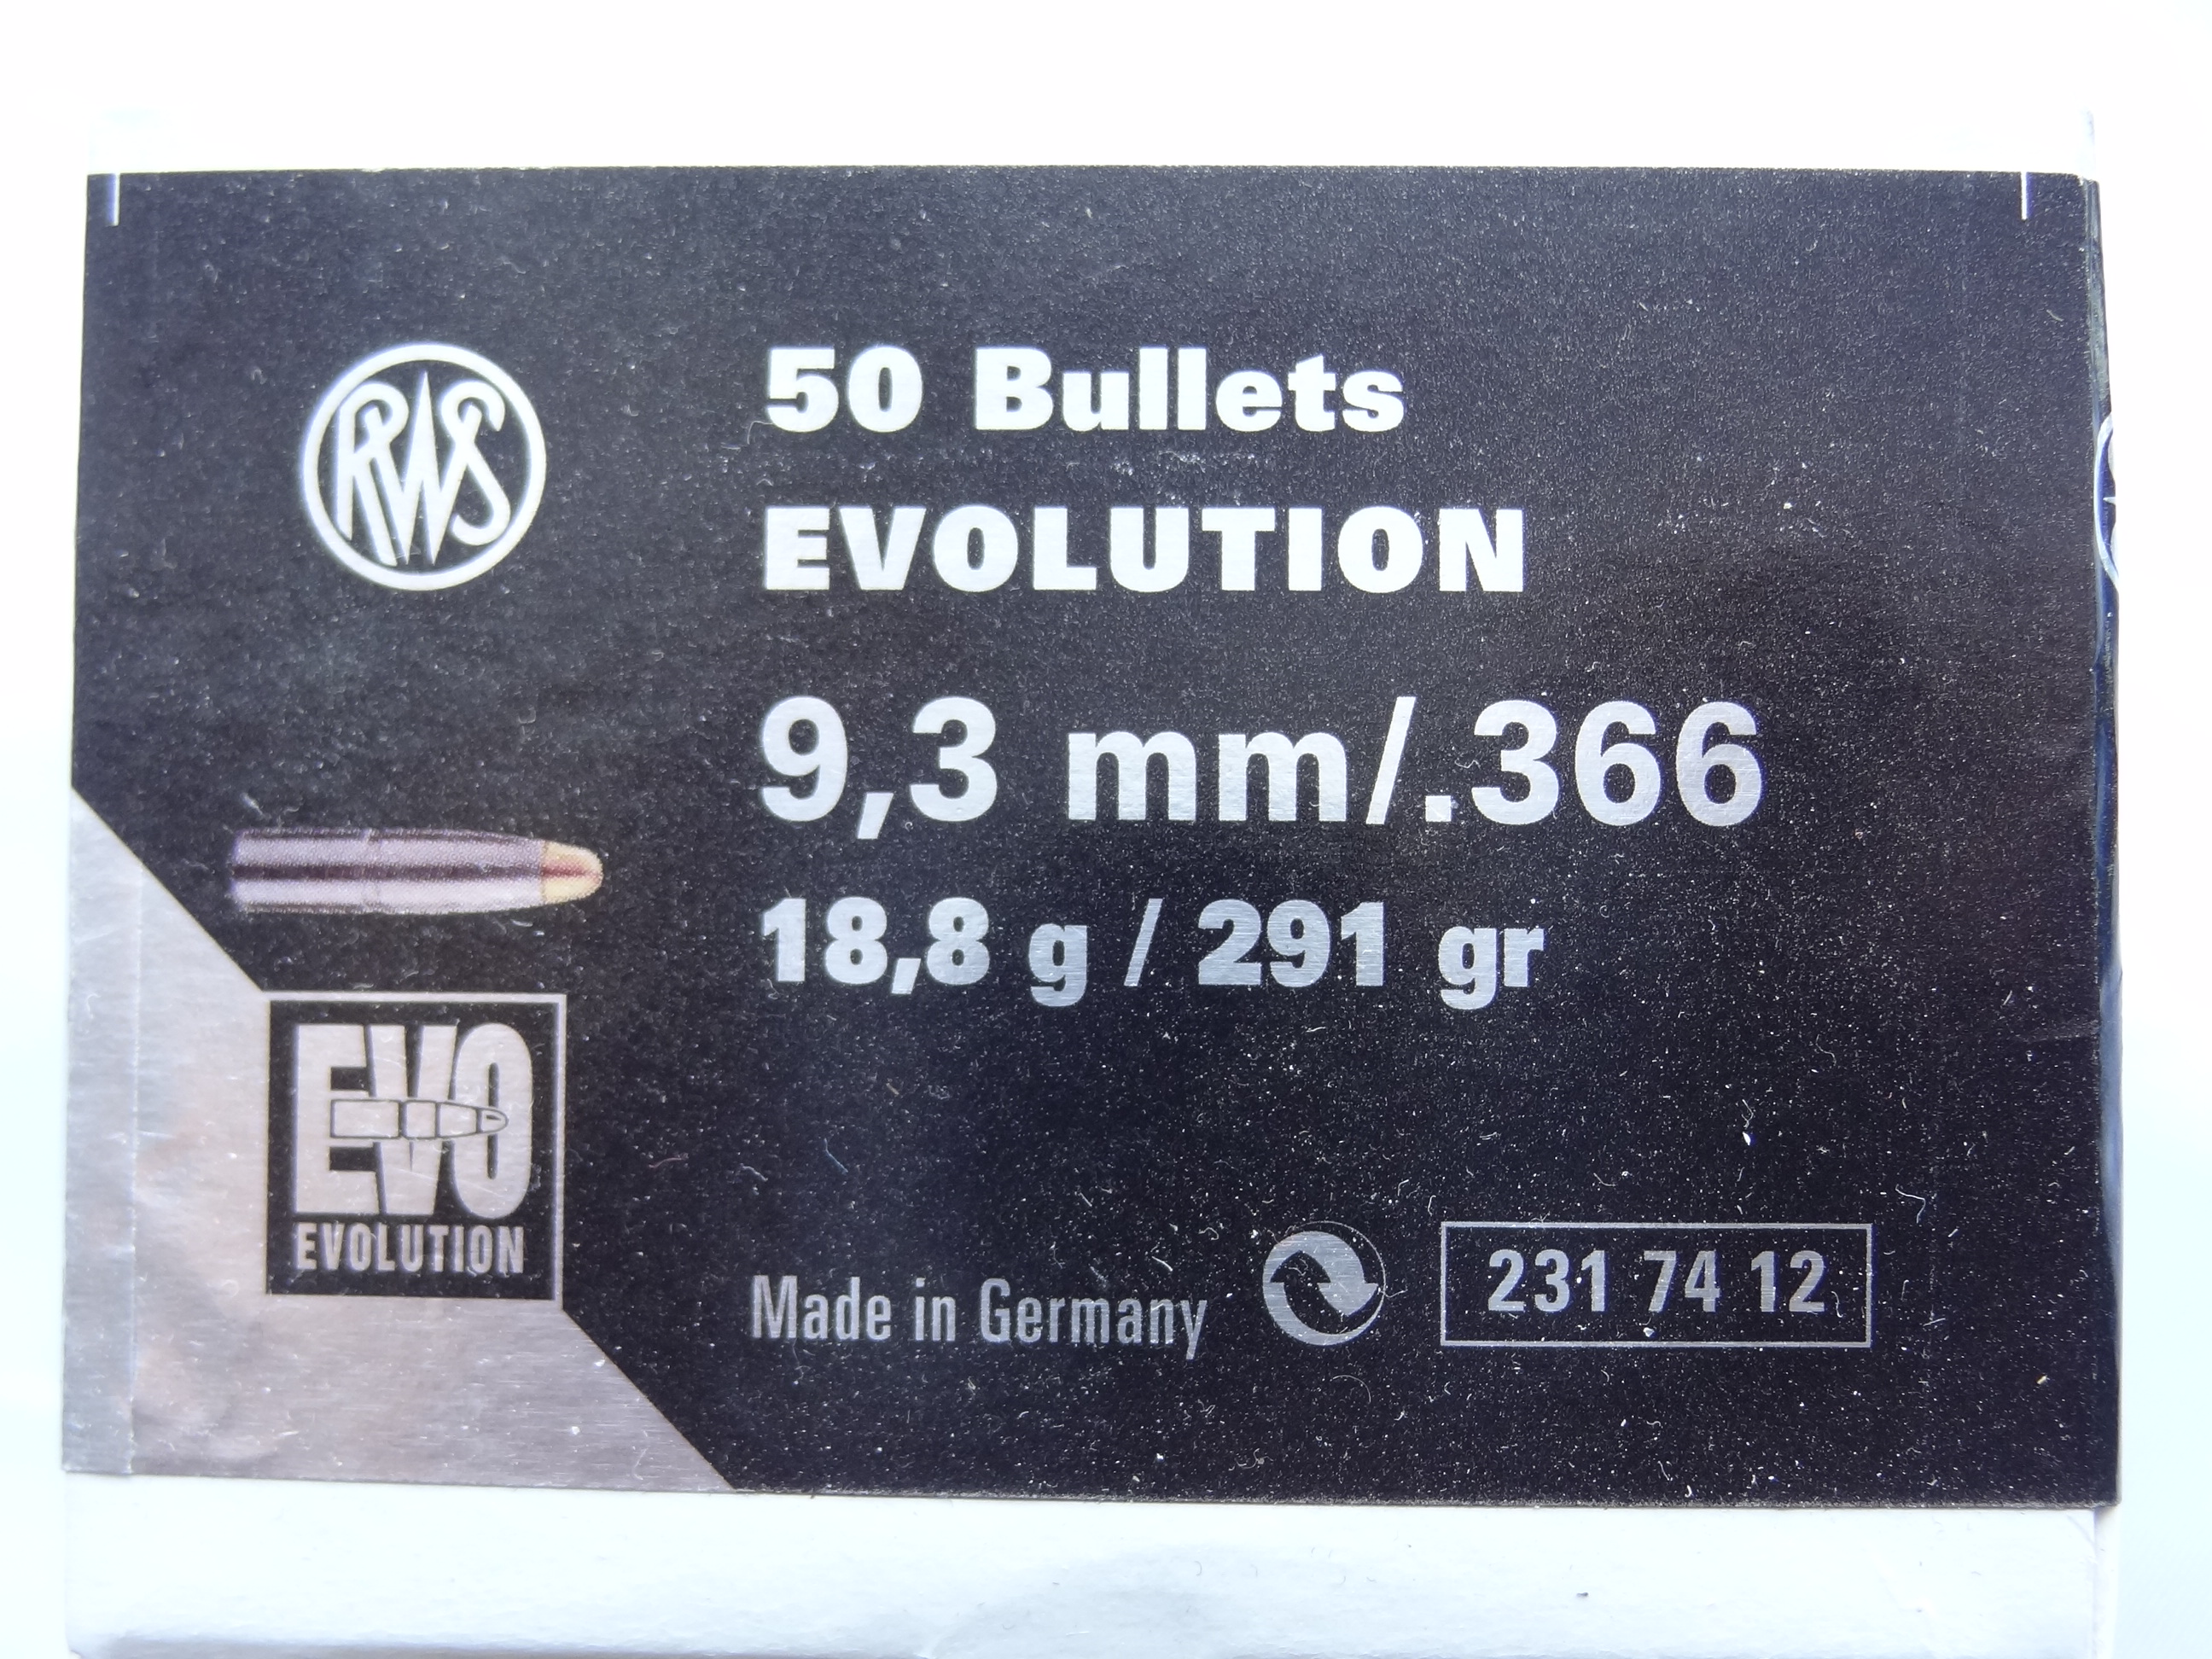 RWS
50 Bullets
EVOLUTION
9,3 mm/.366
18,8 g / 291 gr
EVO
EVOLUTION
Made in Germany
231 74 12